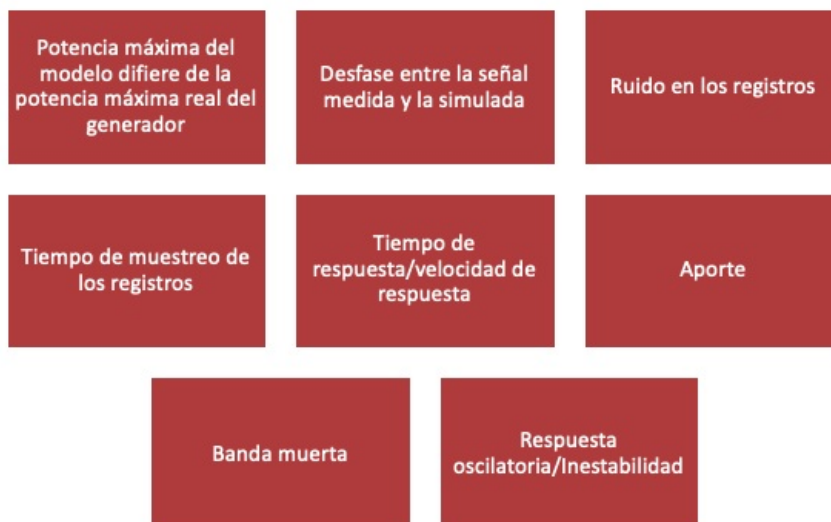 Potencia máxima del
modelo difiere de la
potencia máxima real del
generador
Desfase entre la señal
medida y la simulada
Ruido en los registros
Tiempo de muestreo de
los registros
Tiempo de
respuesta/velocidad de
respuesta
Aporte
Banda muerta
Respuesta
oscilatoria/Inestabilidad